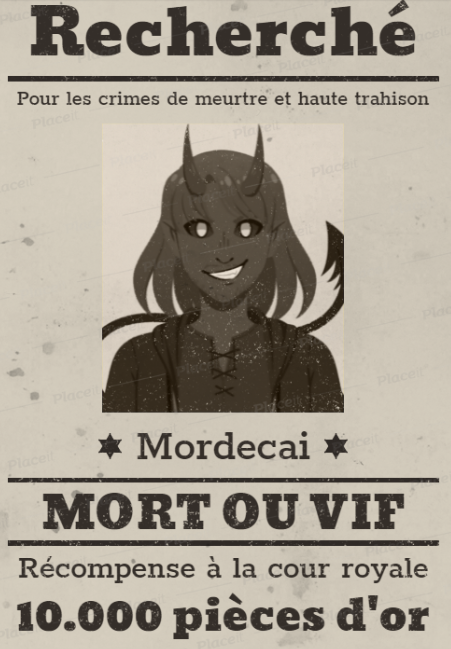 Recherché
Pour les crimes de meurtre et haute trahison
Mordecai
MORT OU VIF
Récompense à la cour royale
10.000 pièces d'or